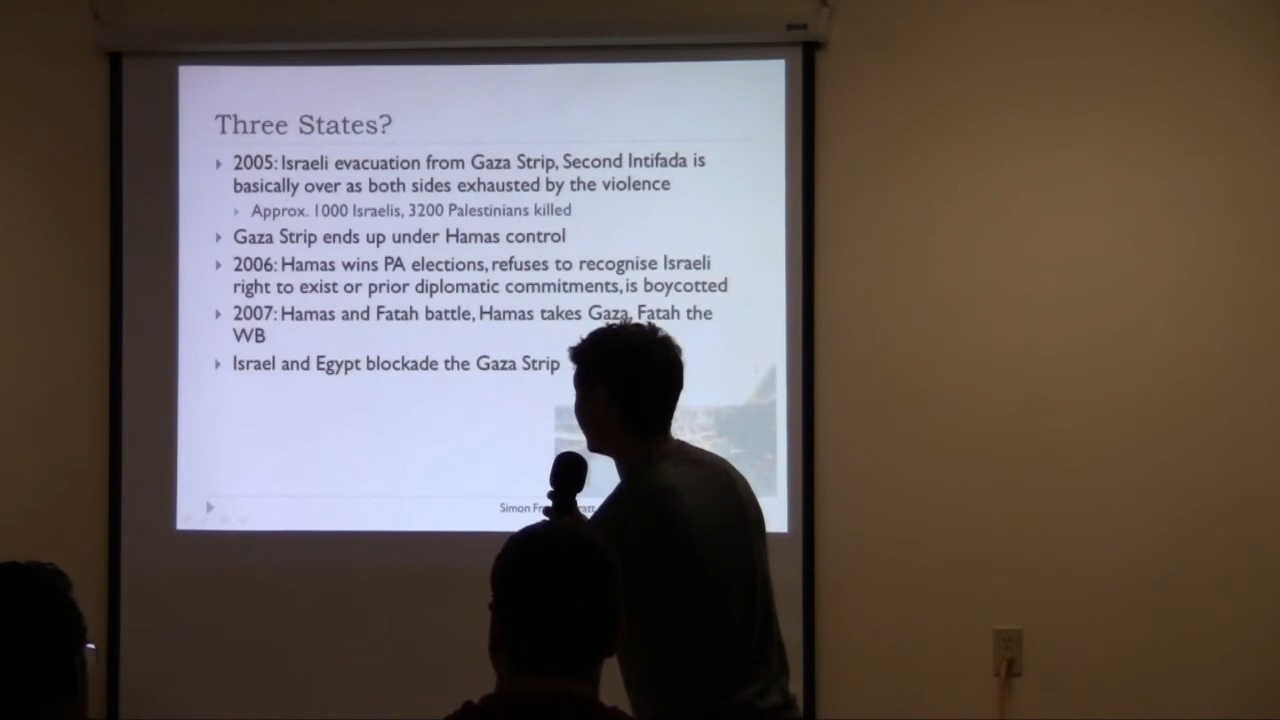 Three States?
2005: Israeli evacuation from Gaza Strip, Second Intifada is
basically over as both sides exhausted by the violence
Approx. 1000 Israelis, 3200 Palestinians killed
Gaza Strip ends up under Hamas control
2006: Hamas wins PA elections, refuses to recognise Israeli
right to exist or prior diplomatic commitments, is boycotted
2007: Hamas and Fatah battle, Hamas takes Gaza, Fatah the
WB
Israel and Egypt blockade the Gaza Strip
Simon